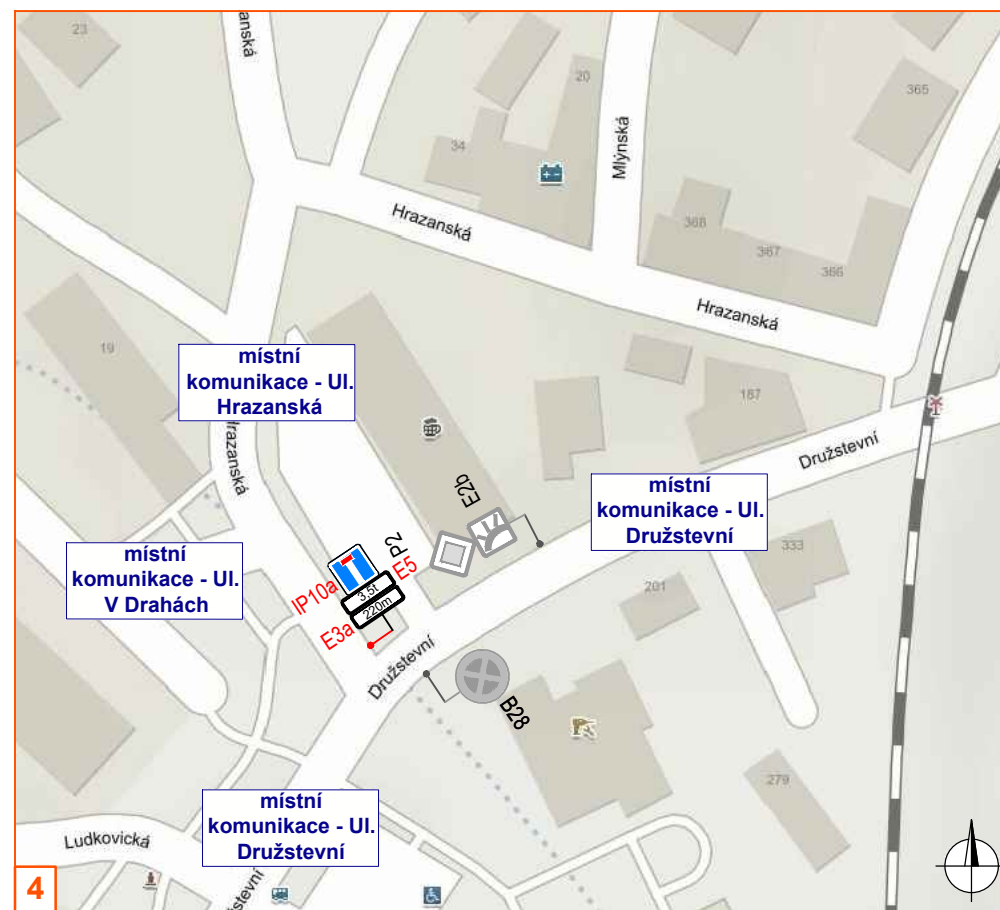 23
anská
20
365
34
Mlýnská
Hrazanská
368
367
366
Hrazanská
19
místní
komunikace - Ul.
Hrazanská
187
Hrazanská
Družstevní
E2b
místní
komunikace - Ul.
Družstevní
P2
místní
komunikace - Ul.
V Drahách
IP10a
E5
3,5t
220m
E3a
333
201
Družstevní
B28
279
místní
komunikace - Ul.
Družstevní
Ludkovická
4
stevní